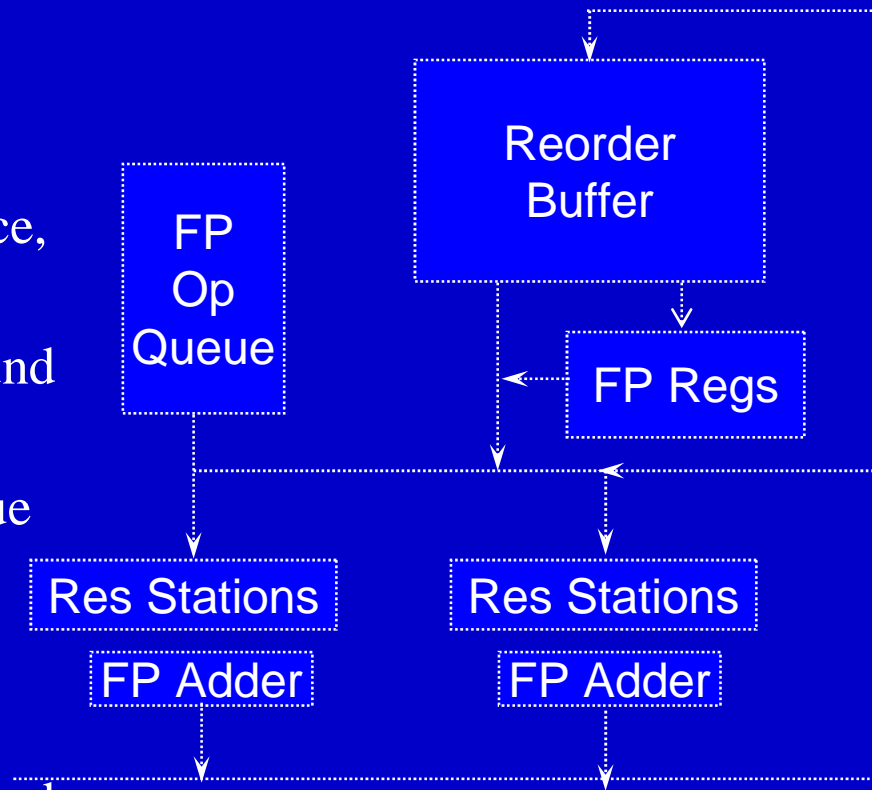 Reorder
Buffer
FP
Op
Queue
FP Regs
Res Stations
Res Stations
FP Adder
FP Adder